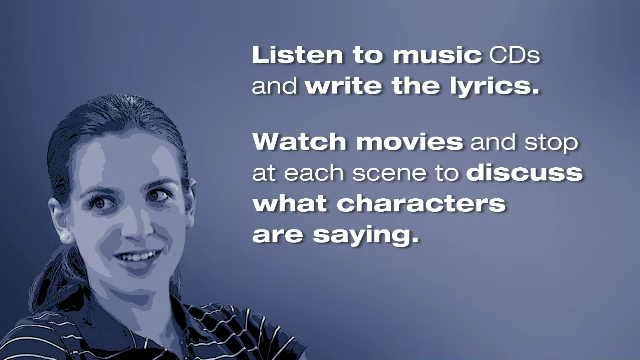 Listen to music CDs
and write the lyrics.
Watch movies and stop
at each scene to discuss
what characters
are saying.